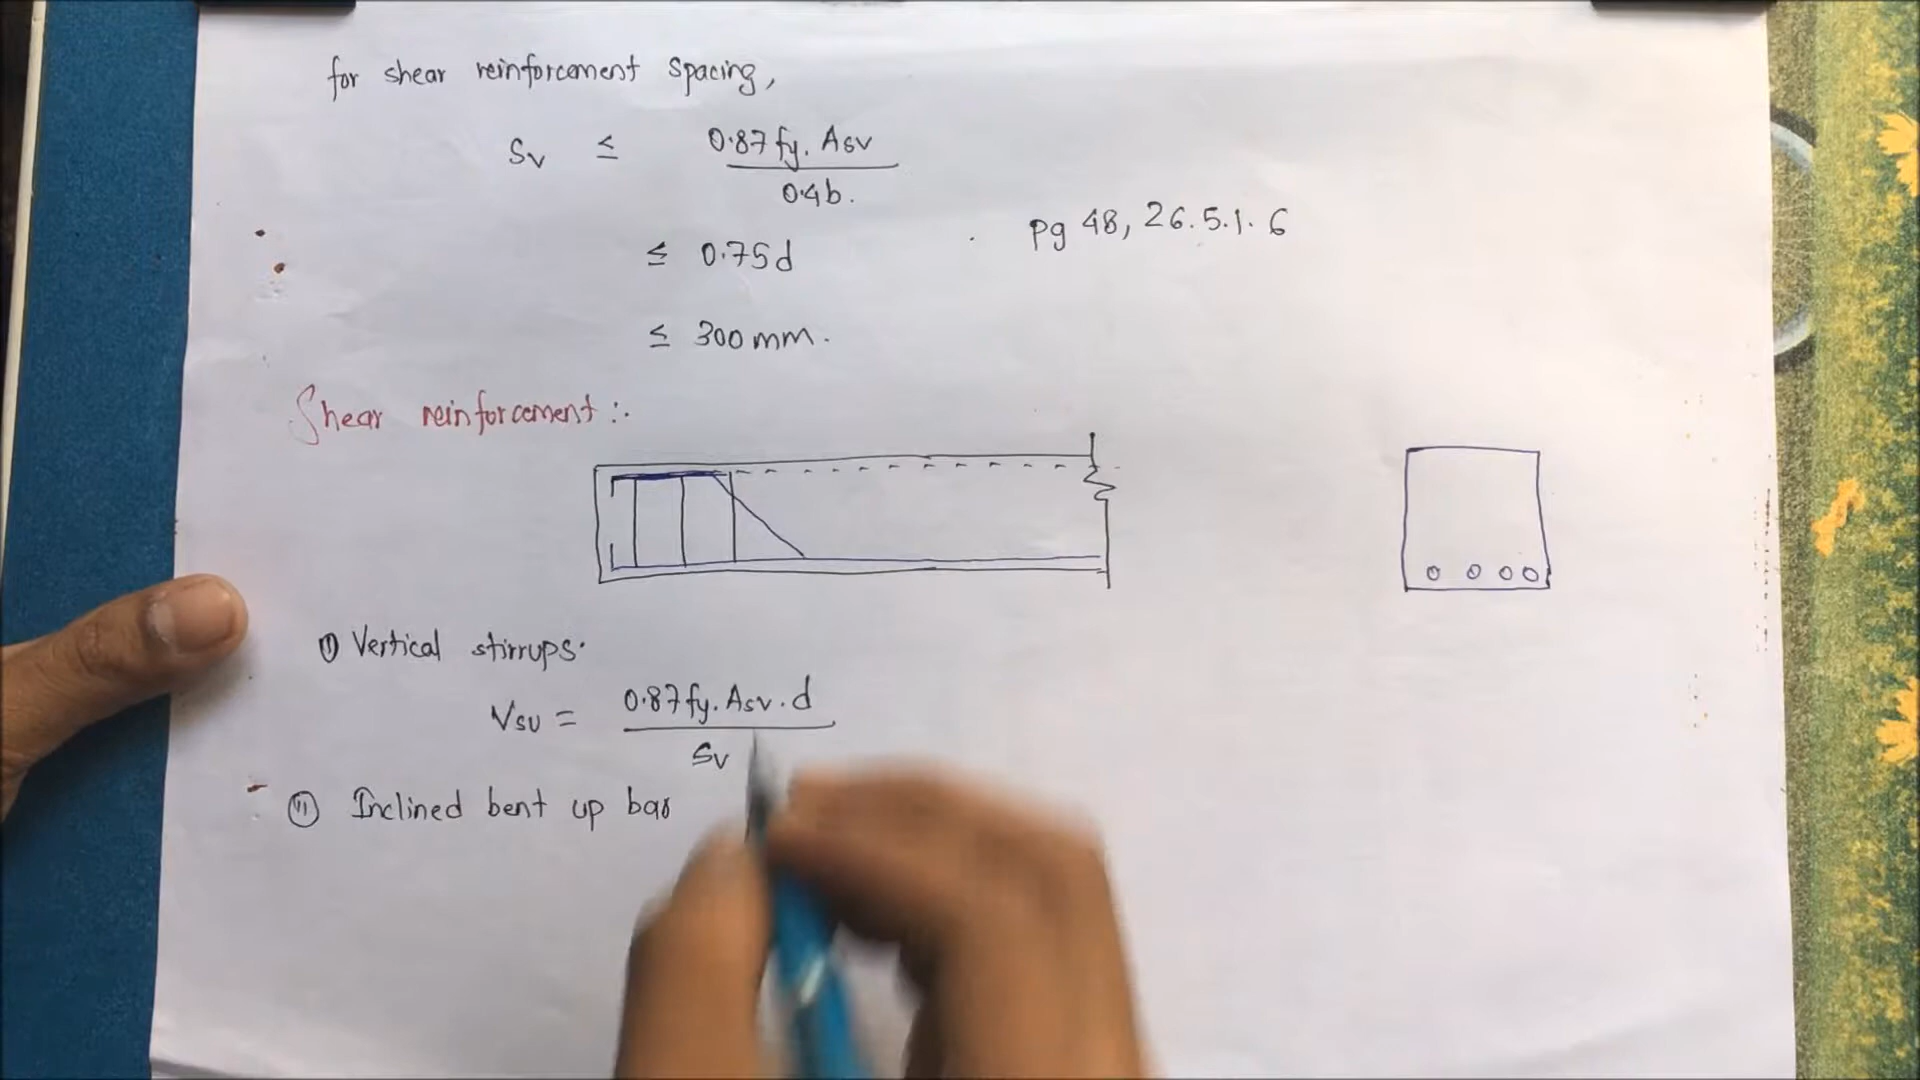 for shear reinforcement spacing,
Sv ≤ 0.87 fy. Asv / 0.4b.
≤ 0.75d
pg 48, 26.5.1.6
≤ 300 mm.
Shear reinforcement:.
(i) Vertical stirrups.
Vsu = 0.87 fy. Asv. d / Sv
(ii) Inclined bent up bar